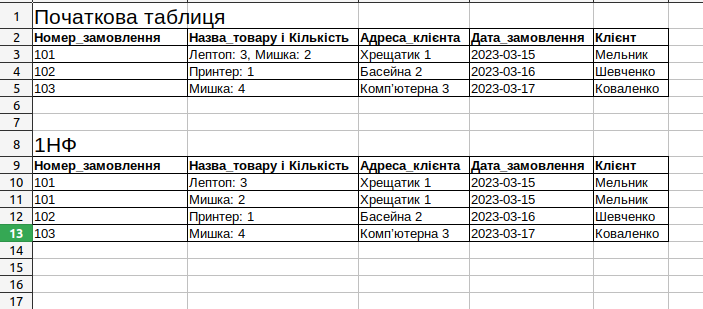 1 Початкова таблиця
2 Номер_замовлення Назва_товару і Кількість Адреса_клієнта Дата_замовлення Клієнт
3 101 Лептоп: 3, Мишка: 2 Хрещатик 1 2023-03-15 Мельник
4 102 Принтер: 1 Басейна 2 2023-03-16 Шевченко
5 103 Мишка: 4 Комп'ютерна 3 2023-03-17 Коваленко
6
7
8 1НФ
9 Номер_замовлення Назва_товару і Кількість Адреса_клієнта Дата_замовлення Клієнт
10 101 Лептоп: 3 Хрещатик 1 2023-03-15 Мельник
11 101 Мишка: 2 Хрещатик 1 2023-03-15 Мельник
12 102 Принтер: 1 Басейна 2 2023-03-16 Шевченко
13 103 Мишка: 4 Комп'ютерна 3 2023-03-17 Коваленко
14
15
16
17